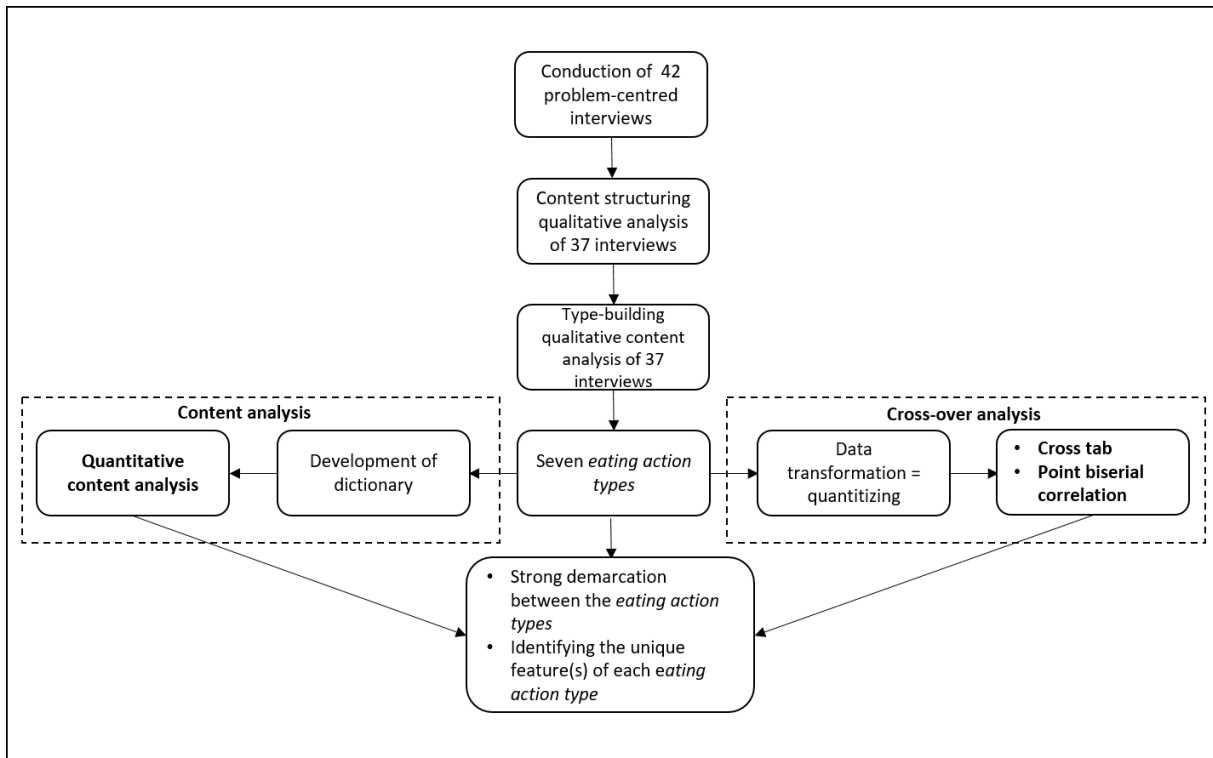 Conduction of 42
problem-centred
interviews
Content structuring
qualitative analysis
of 37 interviews
Type-building
qualitative content
analysis of 37
interviews
Content analysis
Quantitative
content analysis
Development of
dictionary
Seven eating action
types
Cross-over analysis
Data
transformation =
quantitizing
• Cross tab
• Point biserial
correlation
• Strong demarcation
between the eating action
types
• Identifying the unique
feature(s) of each eating
action type